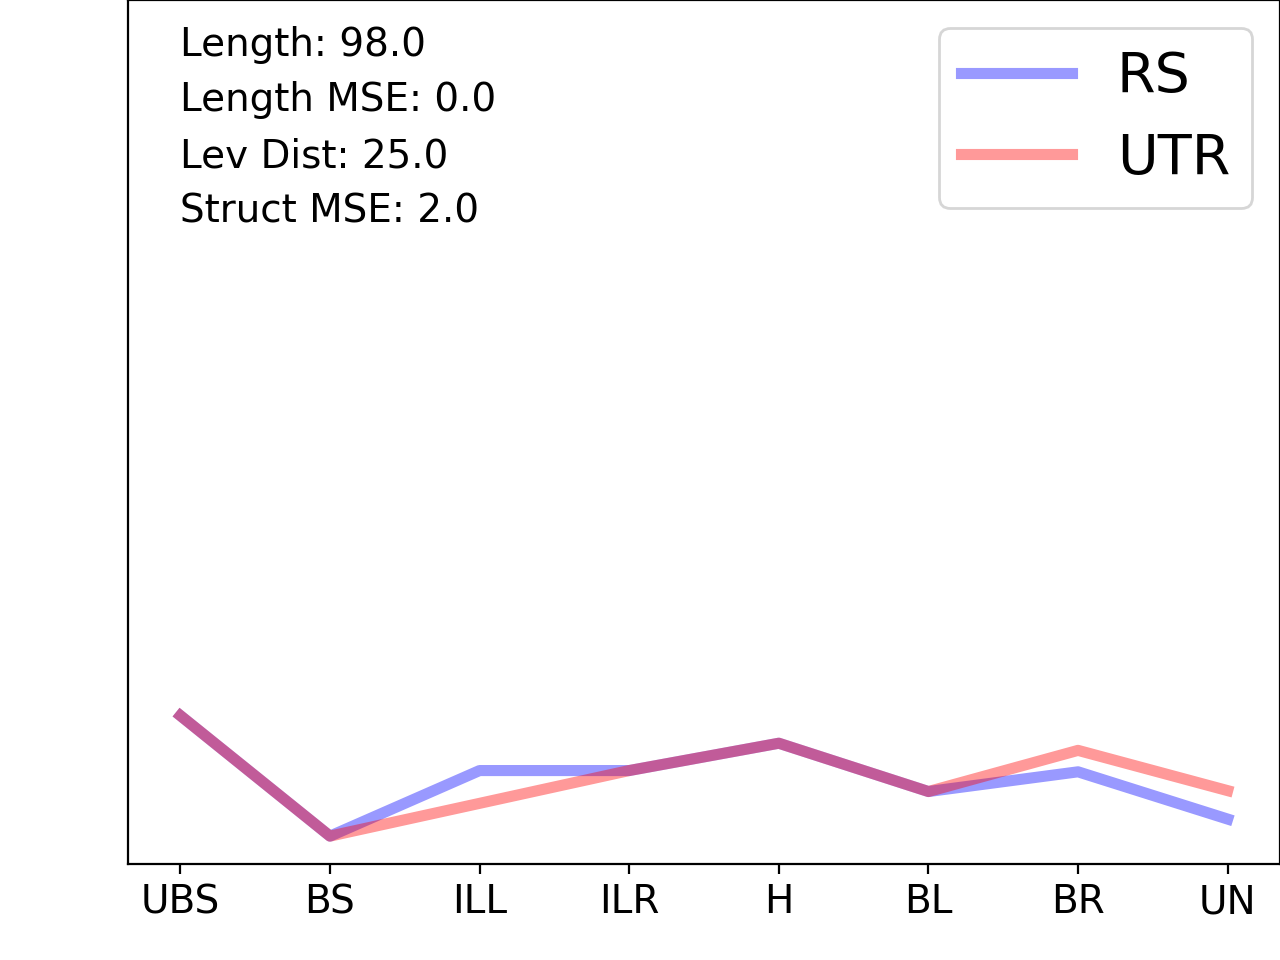 Length: 98.0
Length MSE: 0.0
Lev Dist: 25.0
Struct MSE: 2.0
RS
UTR
UBS BS ILL ILR H BL BR UN